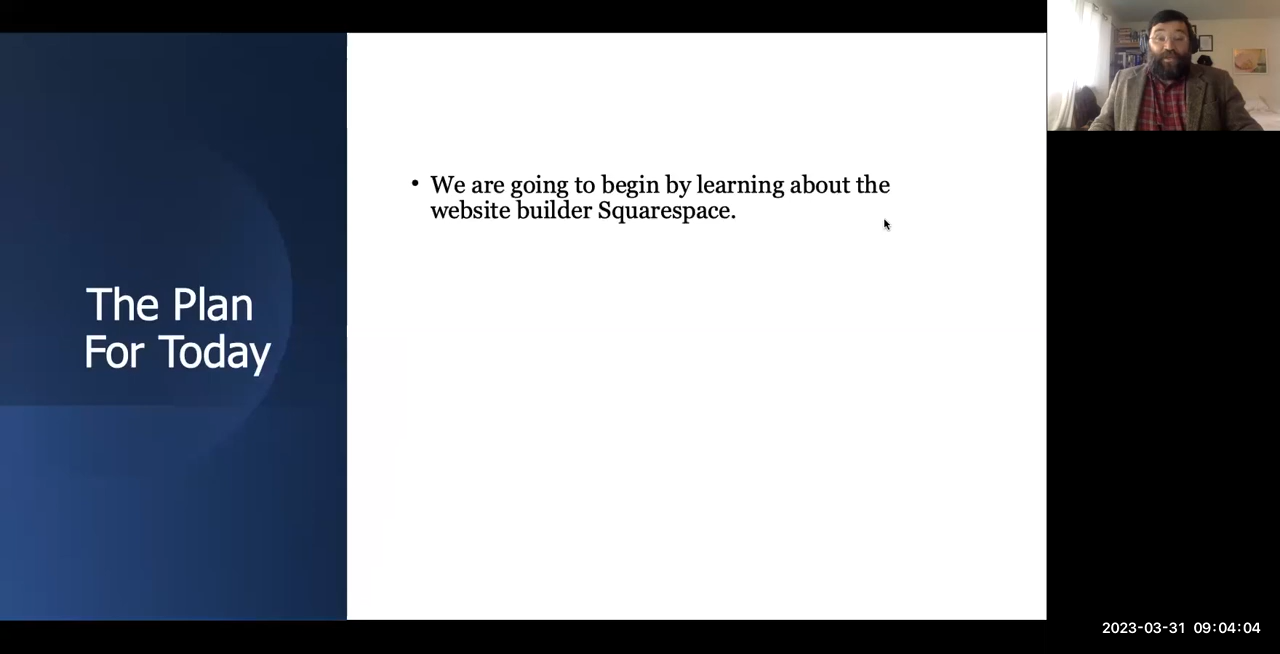 The Plan
For Today
• We are going to begin by learning about the
website builder Squarespace.
2023-03-31 09:04:04